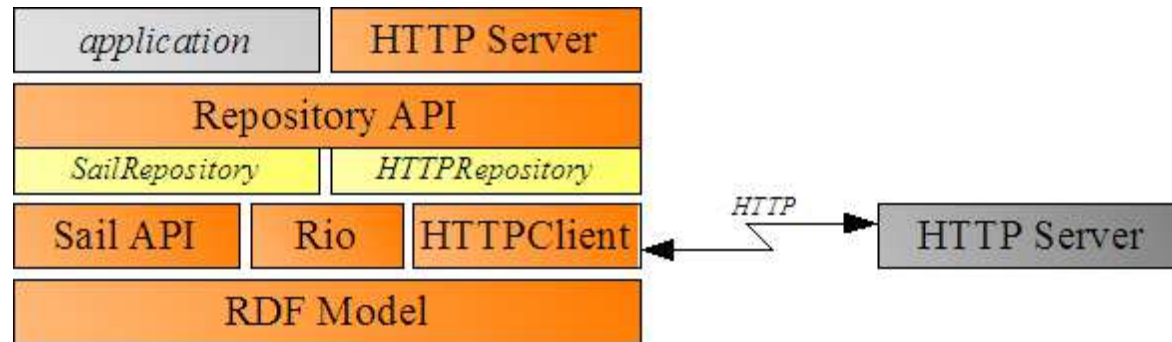 application HTTP Server
Repository API
SailRepository HTTPRepository
HTTP
Sail API Rio HTTPClient HTTP Server
RDF Model